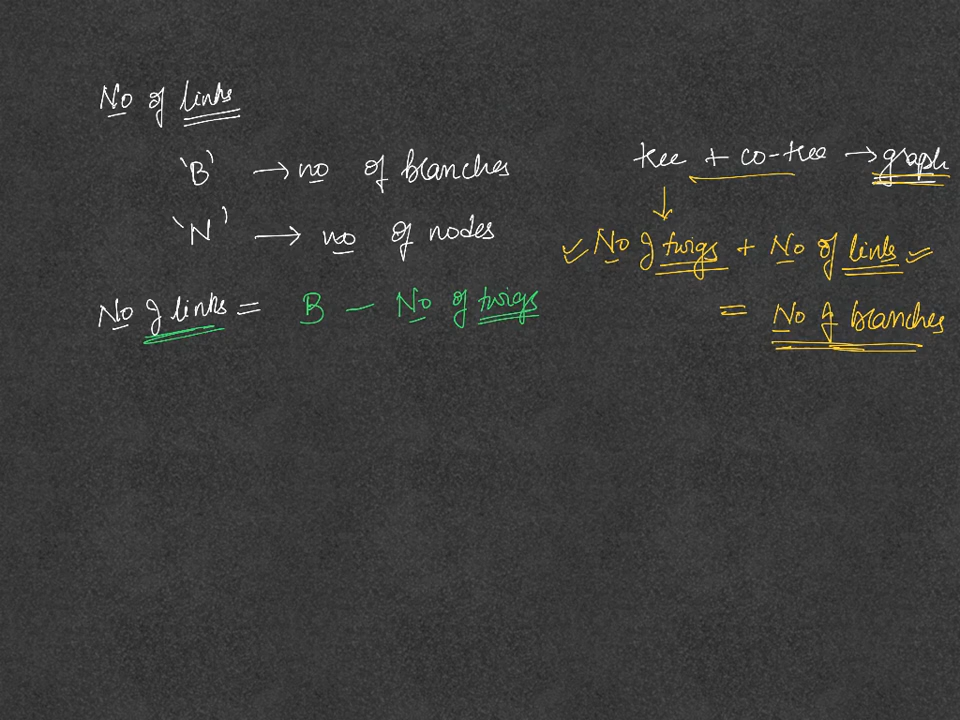 No of links
'B' → no of branches
'N' → no of nodes
No of links = B - No of twigs
tree + co-tree → graph
↓
✓ No of twigs + No of links ✓
= No of branches